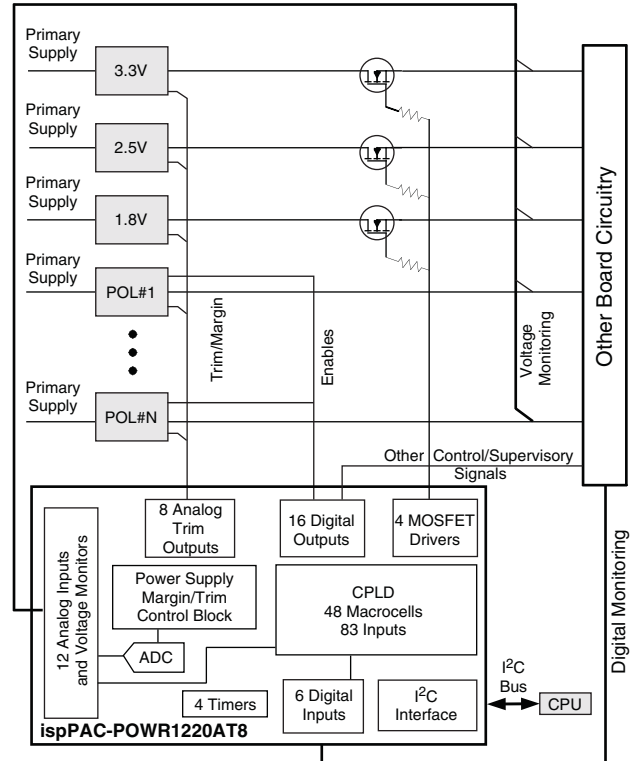 Primary
Supply
3.3V
Primary
Supply
2.5V
Primary
Supply
1.8V
Primary
Supply
POL#1
Primary
Supply
POL#N
Trim/Margin
Enables
Voltage
Monitoring
Other Board Circuitry
Other Control/Supervisory
Signals
8 Analog
Trim
Outputs
16 Digital
Outputs
4 MOSFET
Drivers
12 Analog Inputs
and Voltage Monitors
Power Supply
Margin/Trim
Control Block
ADC
CPLD
48 Macrocells
83 Inputs
4 Timers
6 Digital
Inputs
I²C
Interface
I²C
Bus
CPU
Digital Monitoring
ispPAC-POWR1220AT8